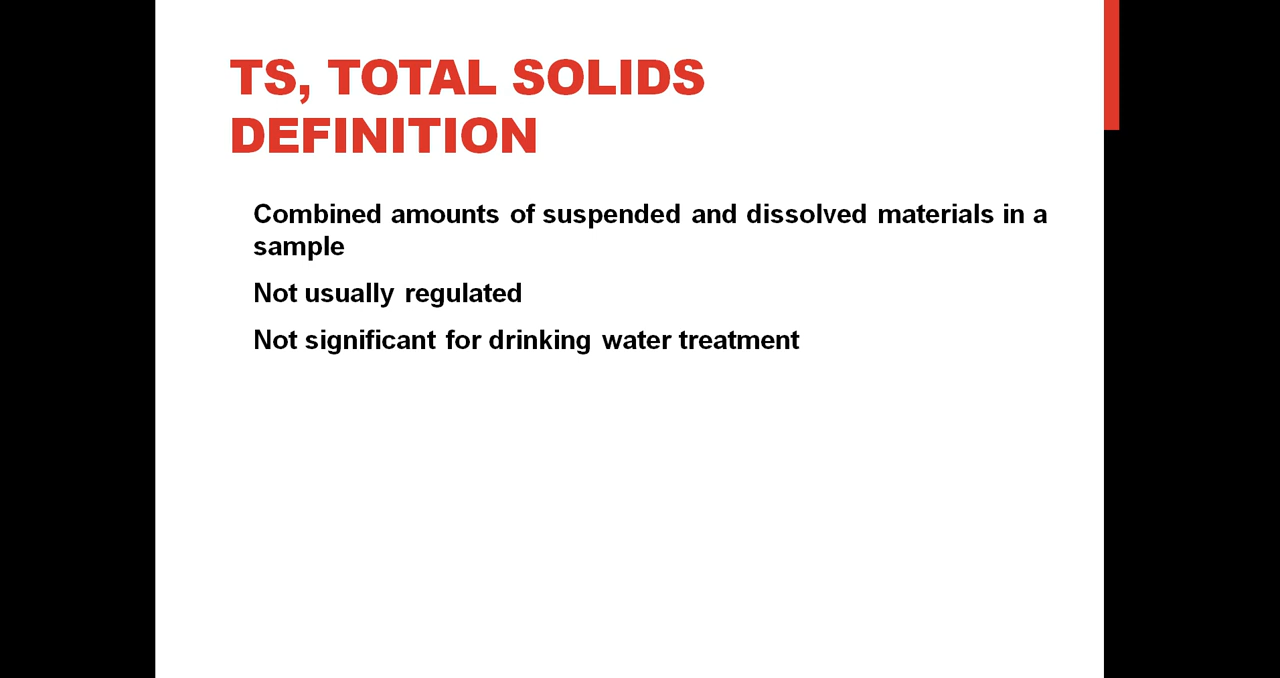 TS, TOTAL SOLIDS
DEFINITION
Combined amounts of suspended and dissolved materials in a
sample
Not usually regulated
Not significant for drinking water treatment